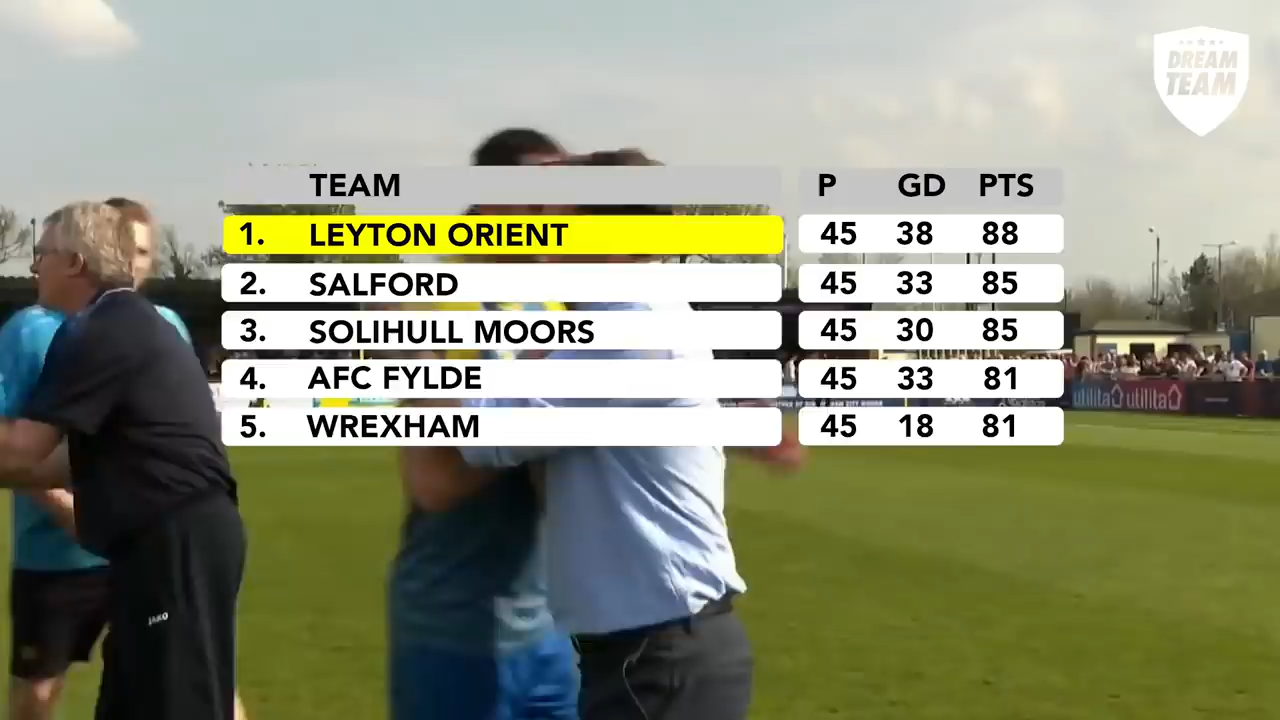 DREAM
TEAM
TEAM P GD PTS
1. LEYTON ORIENT 45 38 88
2. SALFORD 45 33 85
3. SOLIHULL MOORS 45 30 85
4. AFC FYLDE 45 33 81
5. WREXHAM 45 18 81
utilita utilita
JAKO